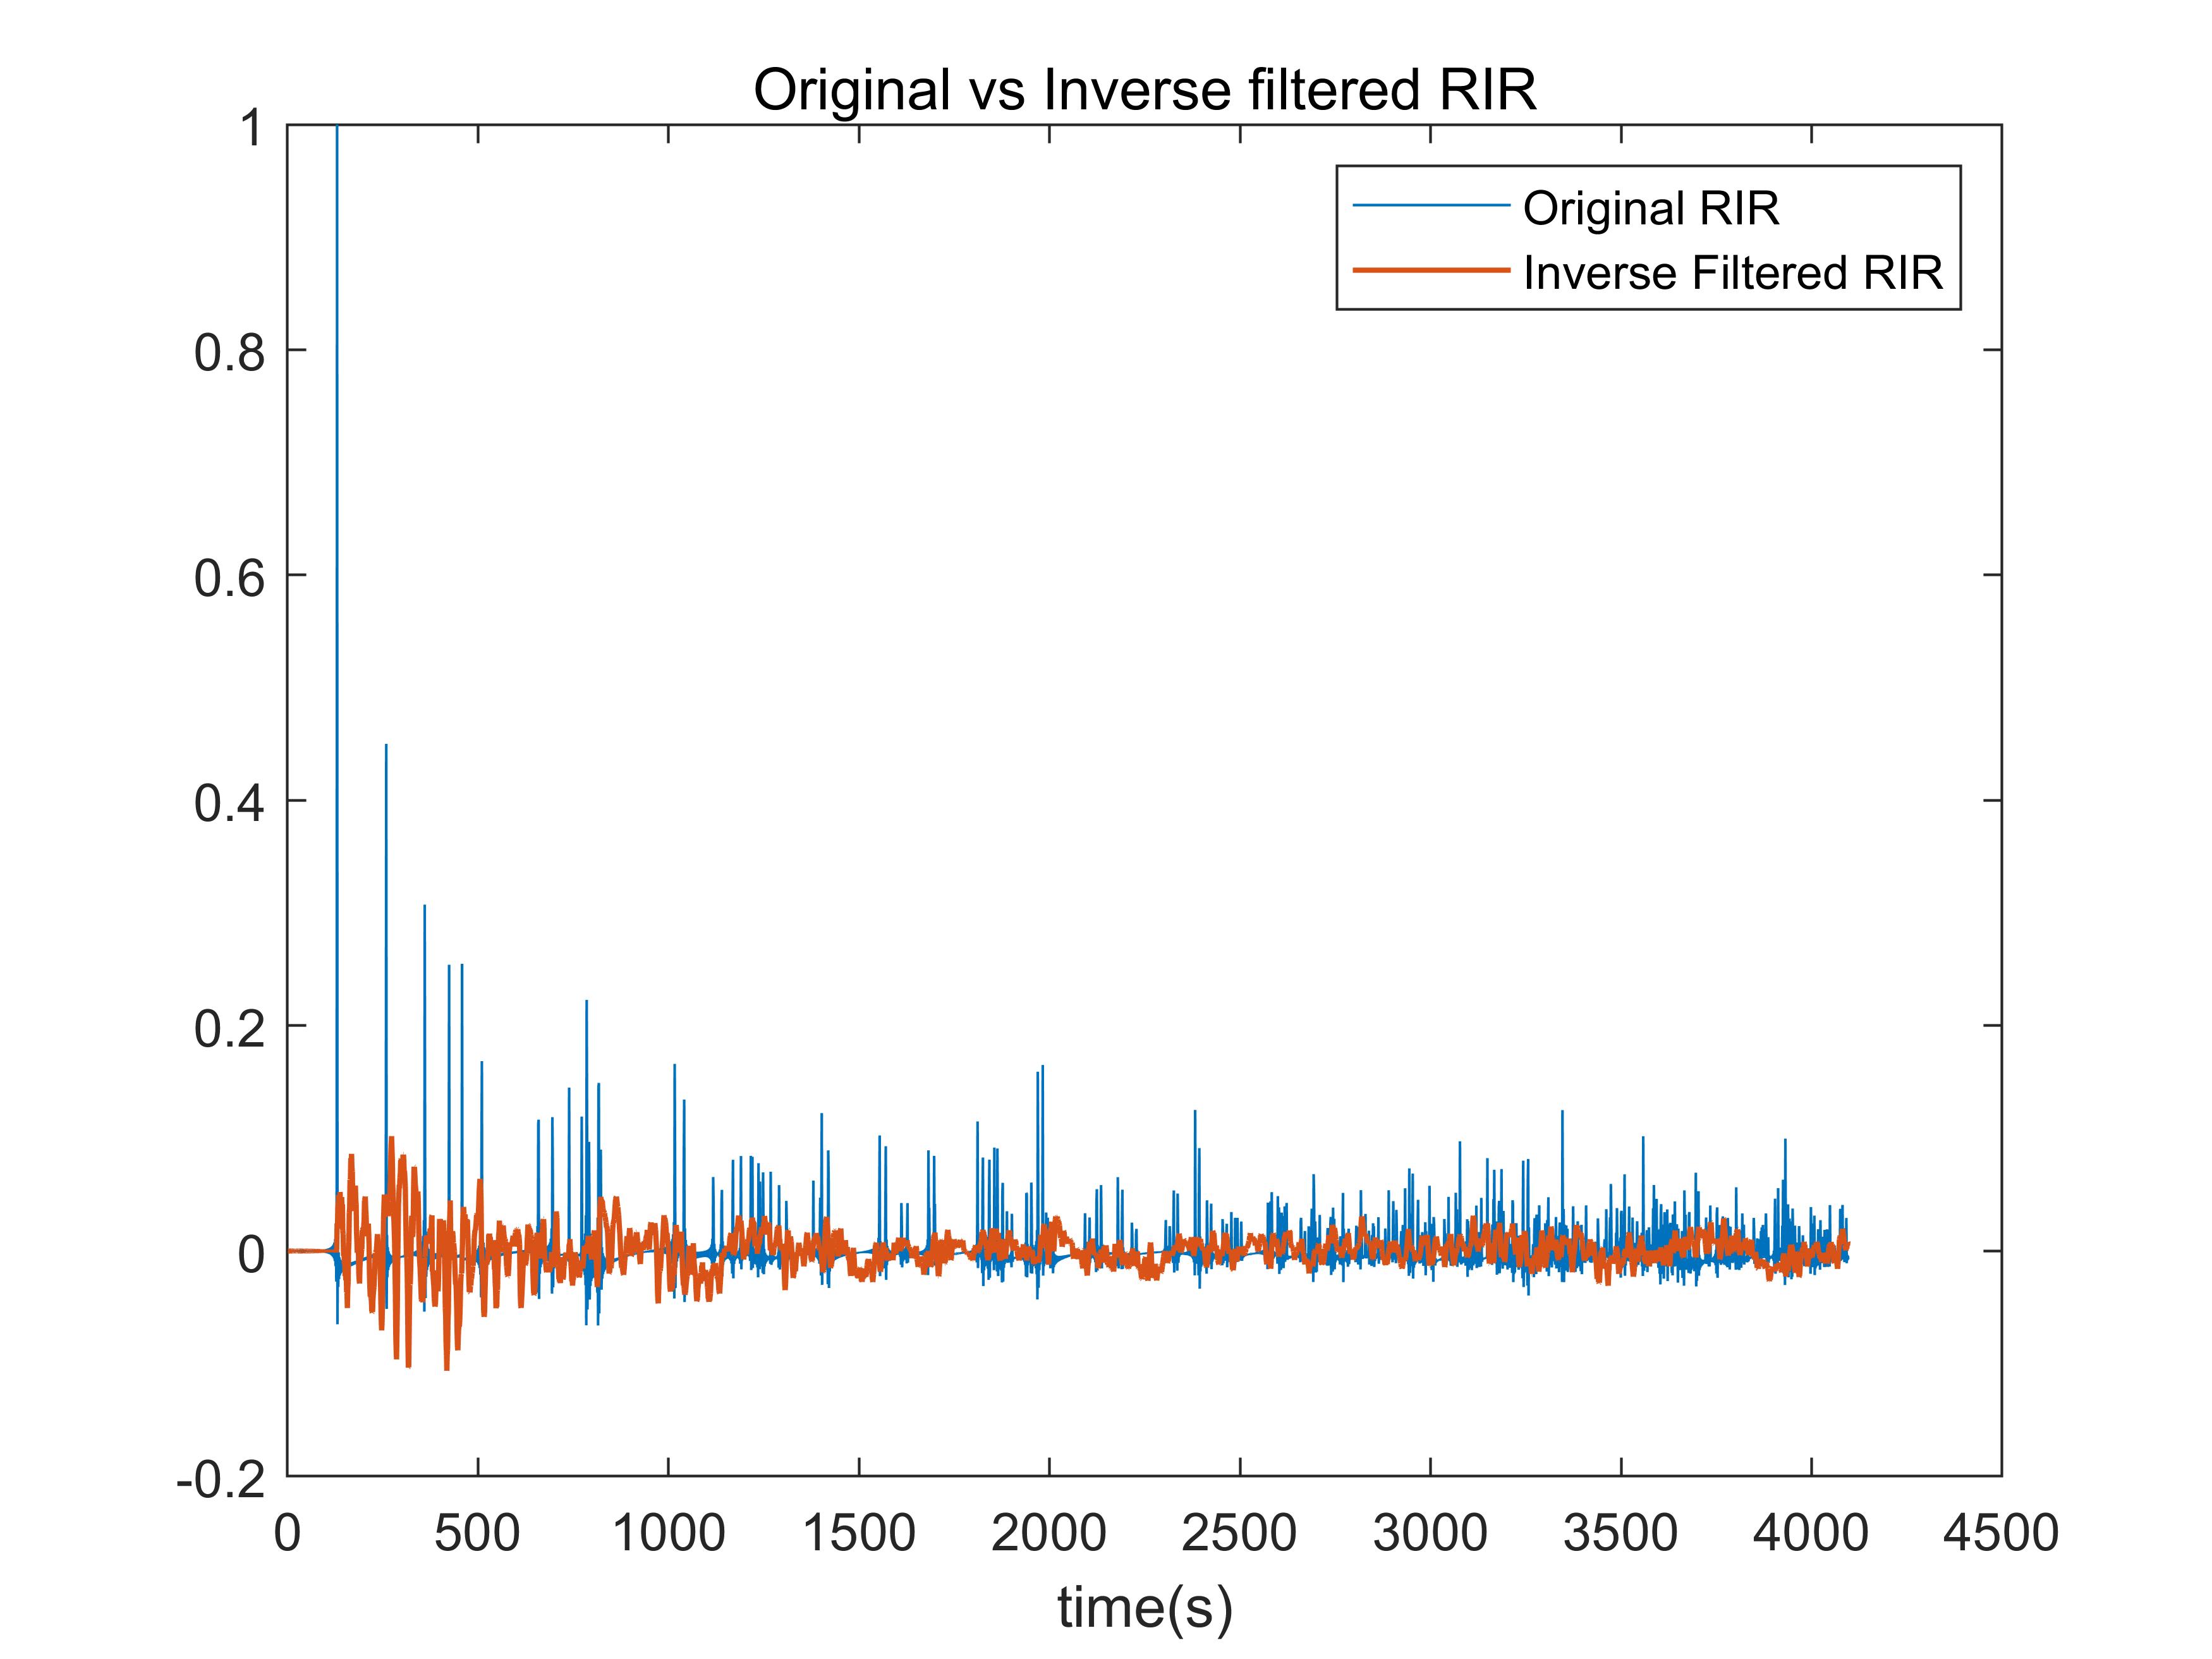 Original vs Inverse filtered RIR
1
Original RIR
Inverse Filtered RIR
0.8
0.6
0.4
0.2
0
-0.2
0 500 1000 1500 2000 2500 3000 3500 4000 4500
time(s)